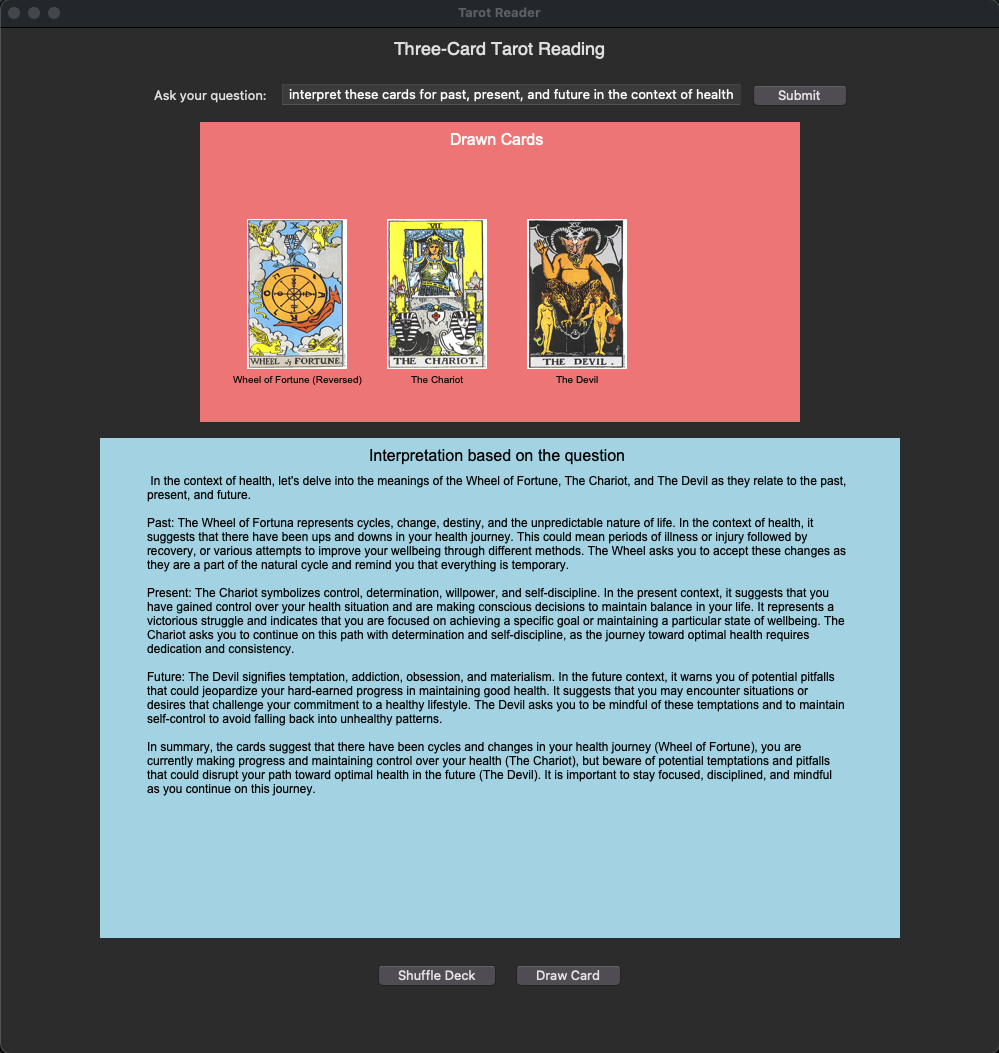 Tarot Reader
Three-Card Tarot Reading
Ask your question: interpret these cards for past, present, and future in the context of health Submit
Drawn Cards
X VII XV
WHEEL of FORTUNE. THE CHARIOT. THE DEVIL.
Wheel of Fortune (Reversed) The Chariot The Devil
Interpretation based on the question
In the context of health, let's delve into the meanings of the Wheel of Fortune, The Chariot, and The Devil as they relate to the past,
present, and future.
Past: The Wheel of Fortuna represents cycles, change, destiny, and the unpredictable nature of life. In the context of health, it
suggests that there have been ups and downs in your health journey. This could mean periods of illness or injury followed by
recovery, or various attempts to improve your wellbeing through different methods. The Wheel asks you to accept these changes as
they are a part of the natural cycle and remind you that everything is temporary.
Present: The Chariot symbolizes control, determination, willpower, and self-discipline. In the present context, it suggests that you
have gained control over your health situation and are making conscious decisions to maintain balance in your life. It represents a
victorious struggle and indicates that you are focused on achieving a specific goal or maintaining a particular state of wellbeing. The
Chariot asks you to continue on this path with determination and self-discipline, as the journey toward optimal health requires
dedication and consistency.
Future: The Devil signifies temptation, addiction, obsession, and materialism. In the future context, it warns you of potential pitfalls
that could jeopardize your hard-earned progress in maintaining good health. It suggests that you may encounter situations or
desires that challenge your commitment to a healthy lifestyle. The Devil asks you to be mindful of these temptations and to maintain
self-control to avoid falling back into unhealthy patterns.
In summary, the cards suggest that there have been cycles and changes in your health journey (Wheel of Fortune), you are
currently making progress and maintaining control over your health (The Chariot), but beware of potential temptations and pitfalls
that could disrupt your path toward optimal health in the future (The Devil). It is important to stay focused, disciplined, and mindful
as you continue on this journey.
Shuffle Deck Draw Card